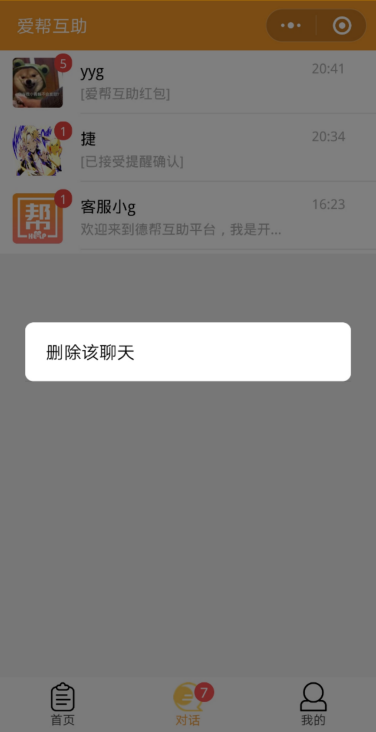 爱帮互助
5
yyg
20:41
[爱帮互助红包]
1
捷
20:34
[已接受提醒确认]
1
客服小g
16:23
帮
欢迎来到德帮互助平台，我是开...
删除该聊天
7
首页
对话
我的